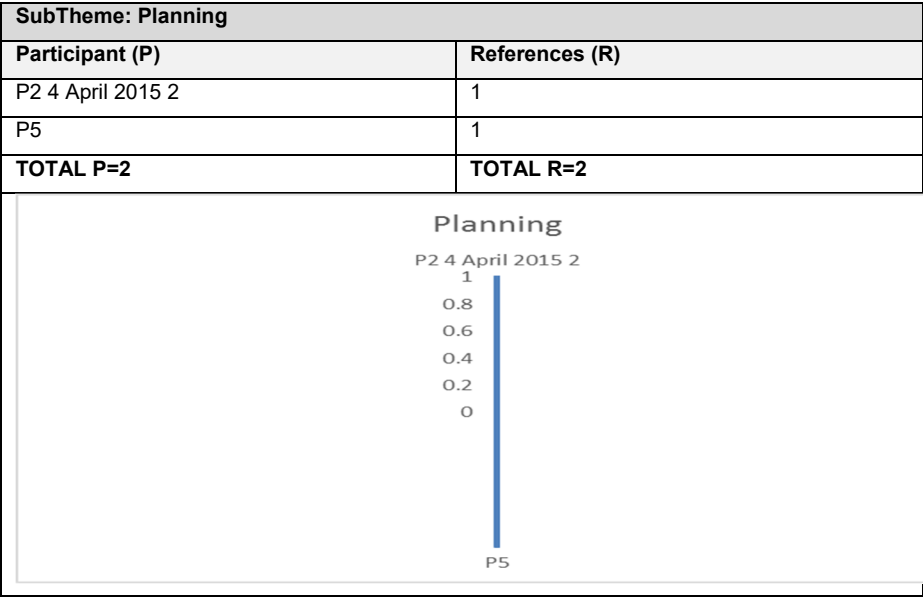 SubTheme: Planning
Participant (P) References (R)
P2 4 April 2015 2 1
P5 1
TOTAL P=2 TOTAL R=2
Planning
P2 4 April 2015 2
1
0.8
0.6
0.4
0.2
0
P5